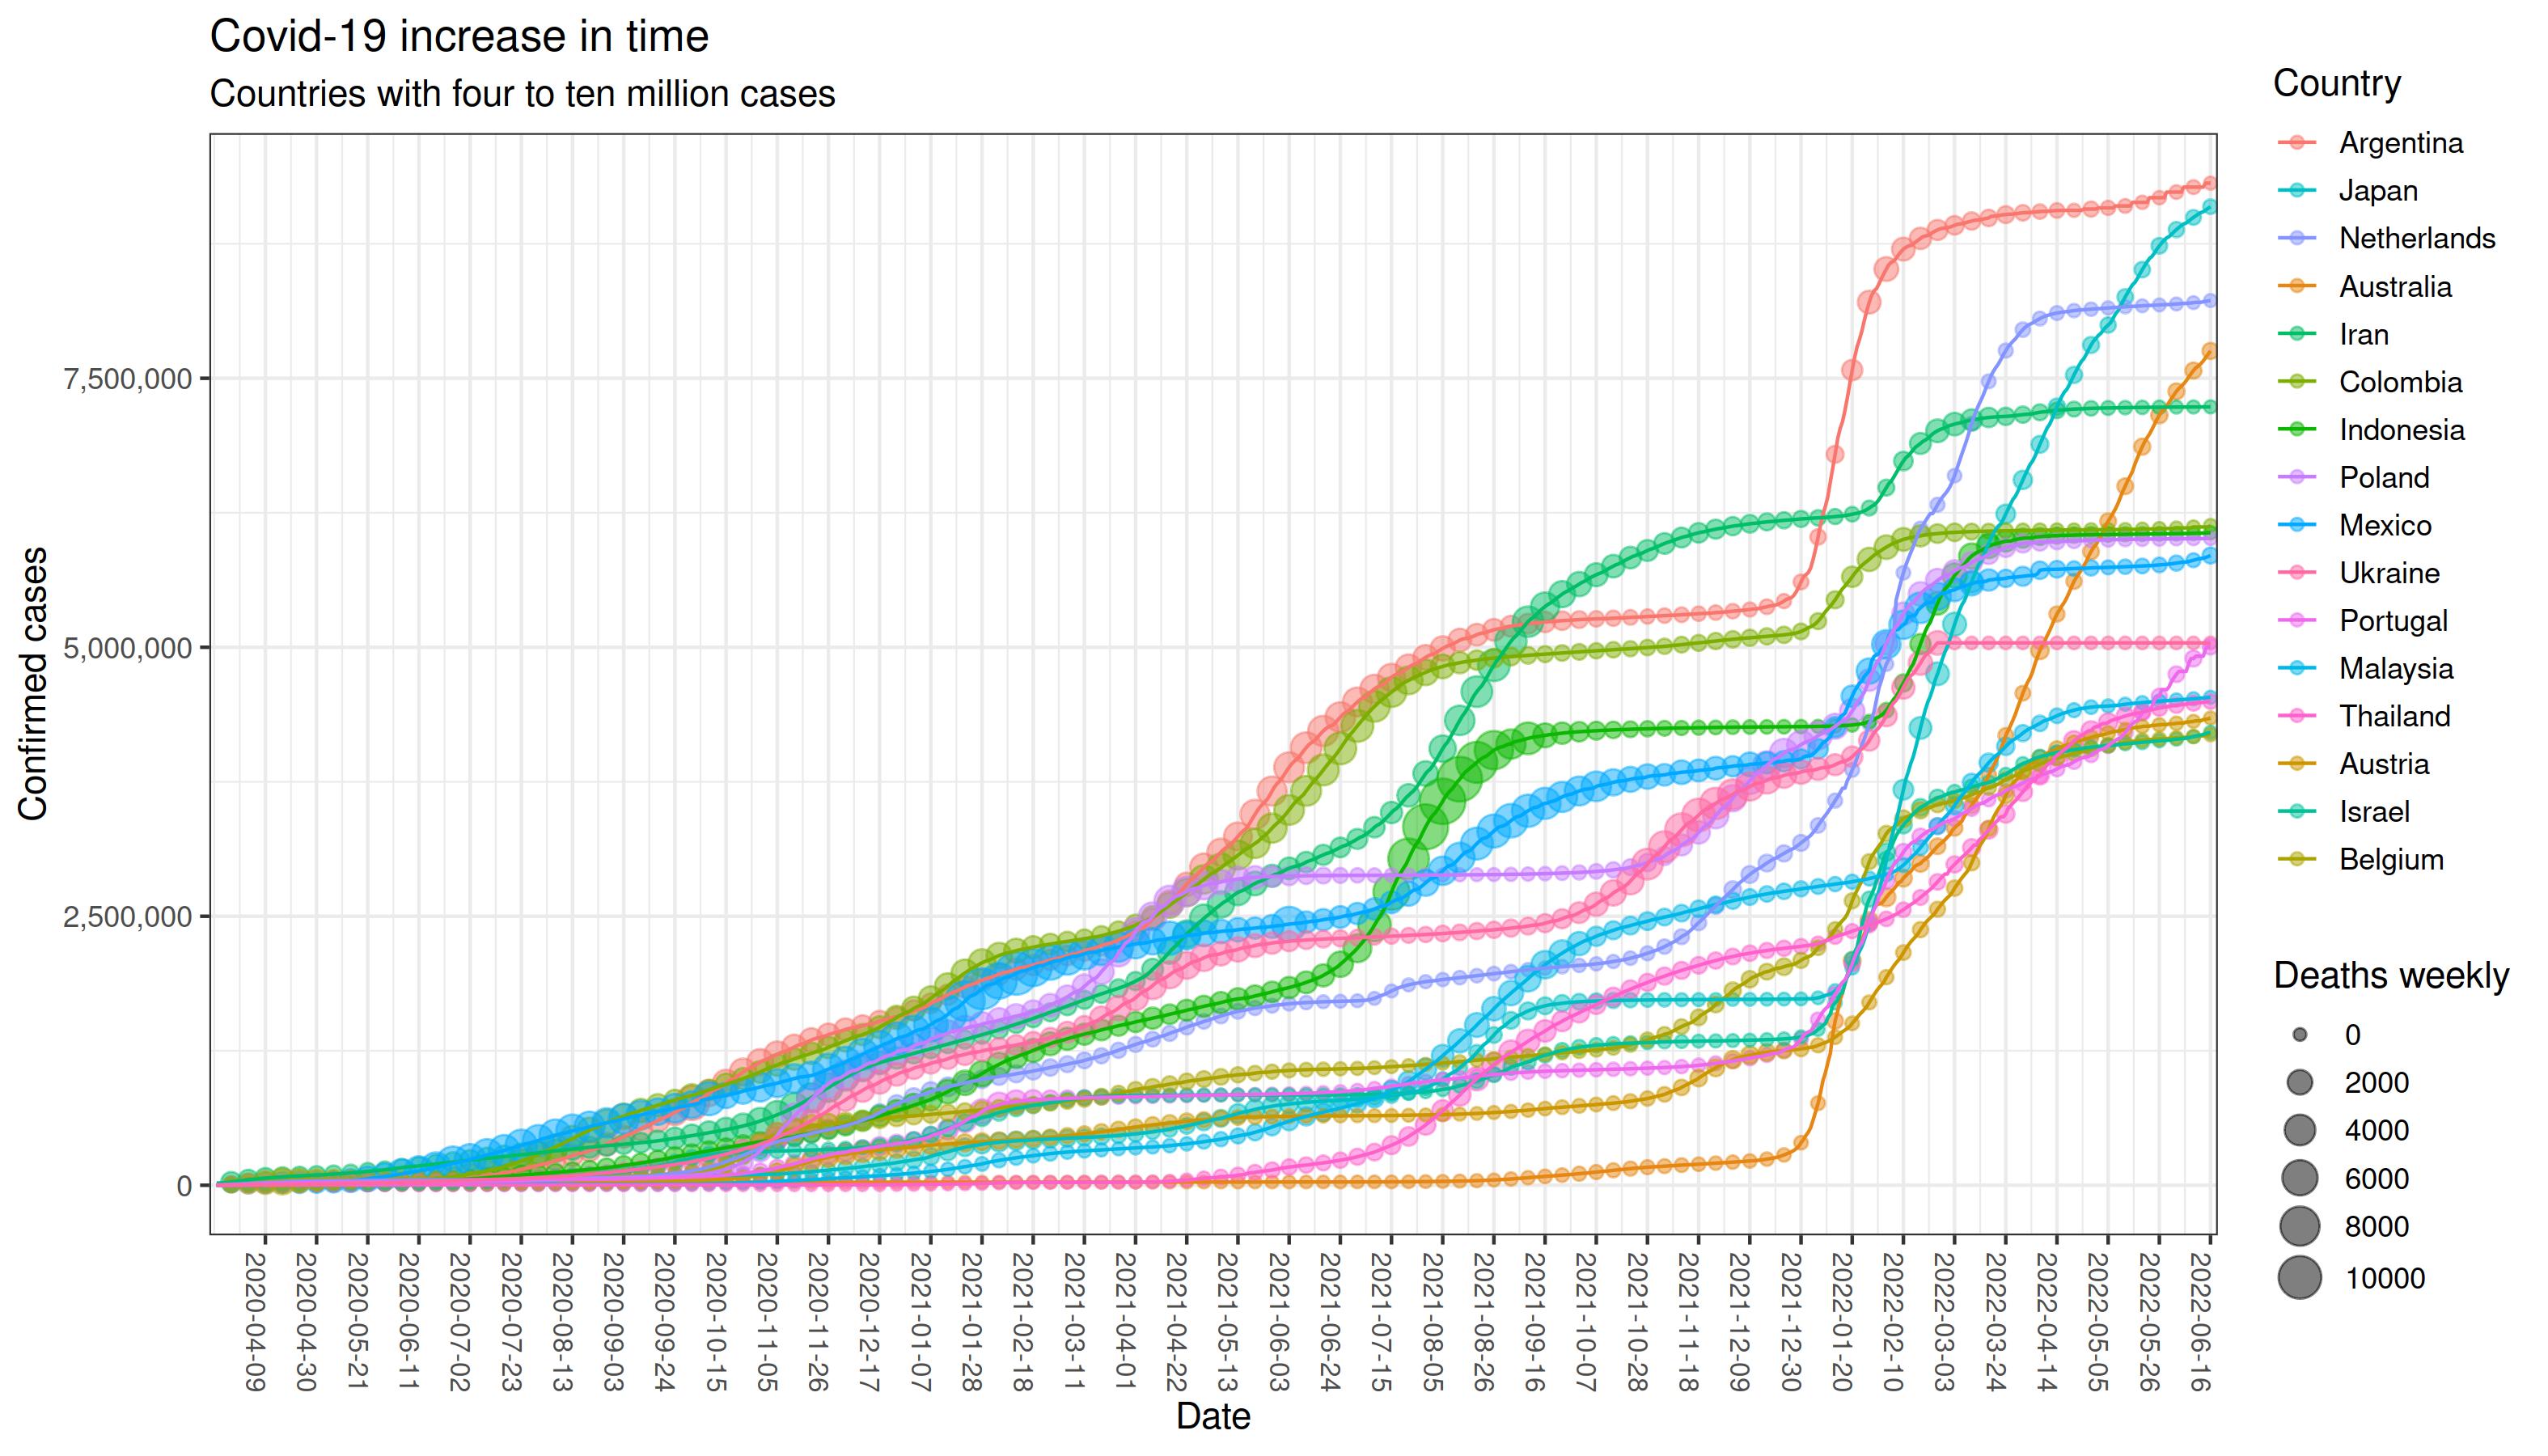 Covid-19 increase in time
Countries with four to ten million cases
Confirmed cases
7,500,000
5,000,000
2,500,000
0
2020-04-09
2020-04-30
2020-05-21
2020-06-11
2020-07-02
2020-07-23
2020-08-13
2020-09-03
2020-09-24
2020-10-15
2020-11-05
2020-11-26
2020-12-17
2021-01-07
2021-01-28
2021-02-18
2021-03-11
2021-04-01
2021-04-22
2021-05-13
2021-06-03
2021-06-24
2021-07-15
2021-08-05
2021-08-26
2021-09-16
2021-10-07
2021-10-28
2021-11-18
2021-12-09
2021-12-30
2022-01-20
2022-02-10
2022-03-03
2022-03-24
2022-04-14
2022-05-05
2022-05-26
2022-06-16
Date
Country
Argentina
Japan
Netherlands
Australia
Iran
Colombia
Indonesia
Poland
Mexico
Ukraine
Portugal
Malaysia
Thailand
Austria
Israel
Belgium
Deaths weekly
0
2000
4000
6000
8000
10000